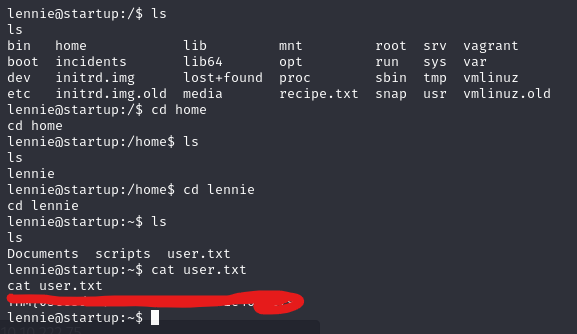 lennie@startup:/$ ls
ls
bin home lib mnt root srv vagrant
boot incidents lib64 opt run sys var
dev initrd.img lost+found proc sbin tmp vmlinuz
etc initrd.img.old media recipe.txt snap usr vmlinuz.old
lennie@startup:/$ cd home
cd home
lennie@startup:/home$ ls
ls
lennie
lennie@startup:/home$ cd lennie
cd lennie
lennie@startup:~$ ls
ls
Documents scripts user.txt
lennie@startup:~$ cat user.txt
cat user.txt
lennie@startup:~$